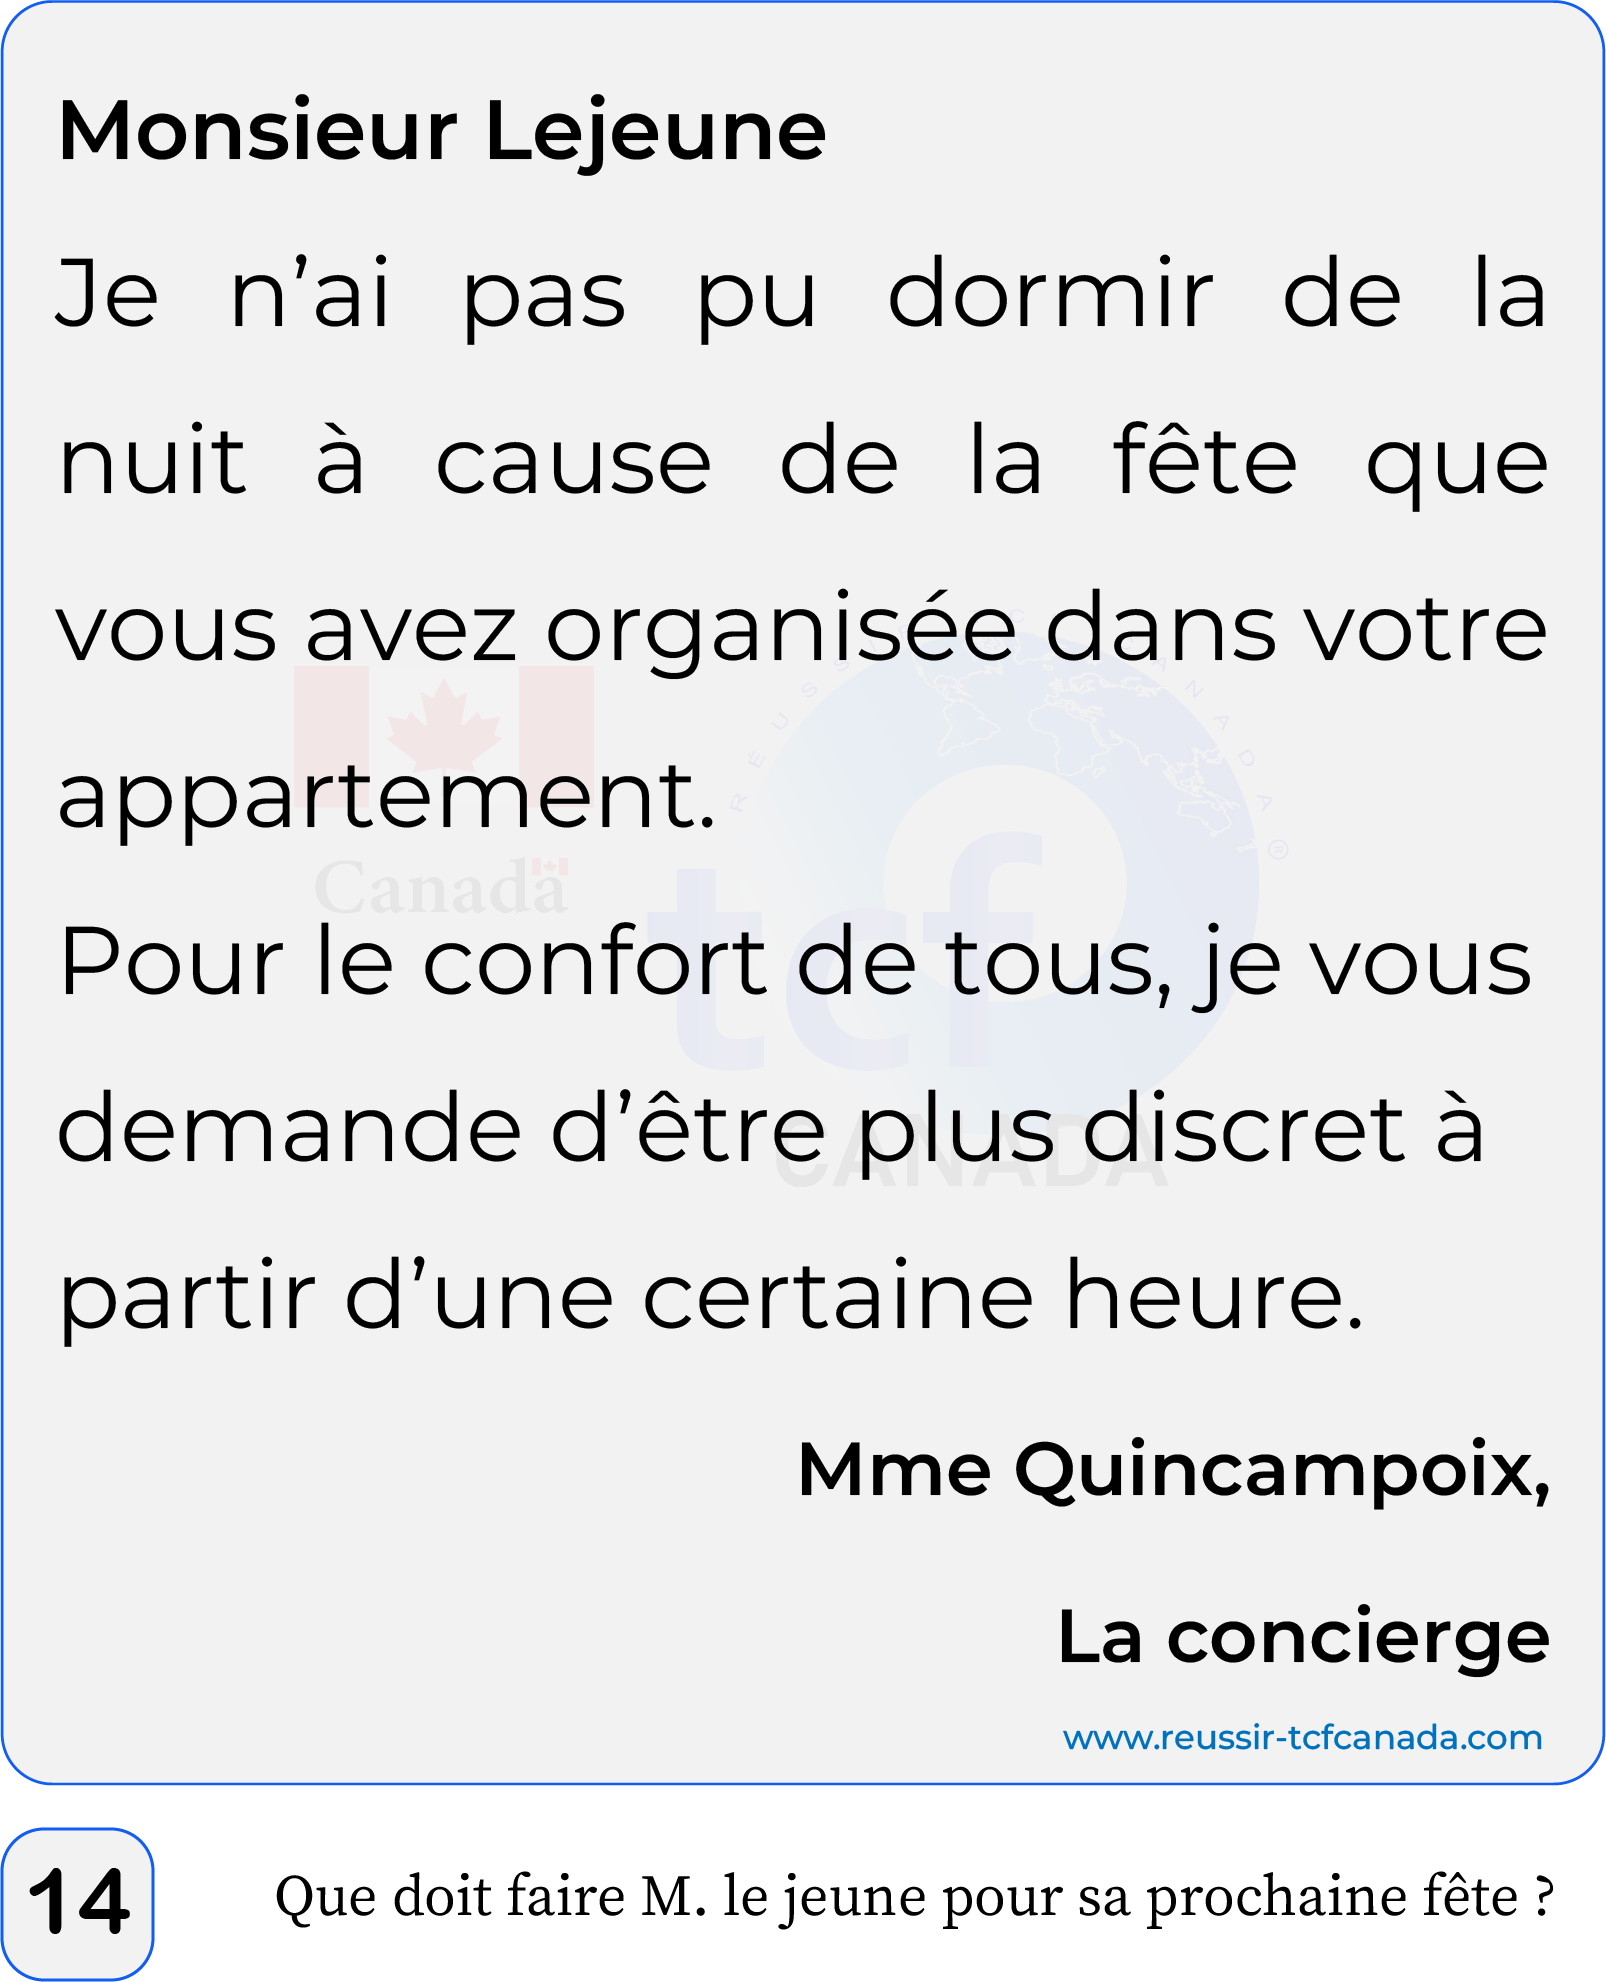 Monsieur Lejeune
Je n’ai pas pu dormir de la
nuit à cause de la fête que
vous avez organisée dans votre
appartement.
Canada
RÉUSSIR TCF CANADA ®
tcf
Pour le confort de tous, je vous
demande d’être plus discret à
CANADA
partir d’une certaine heure.
Mme Quincampoix,
La concierge
www.reussir-tcfcanada.com
14
Que doit faire M. le jeune pour sa prochaine fête ?